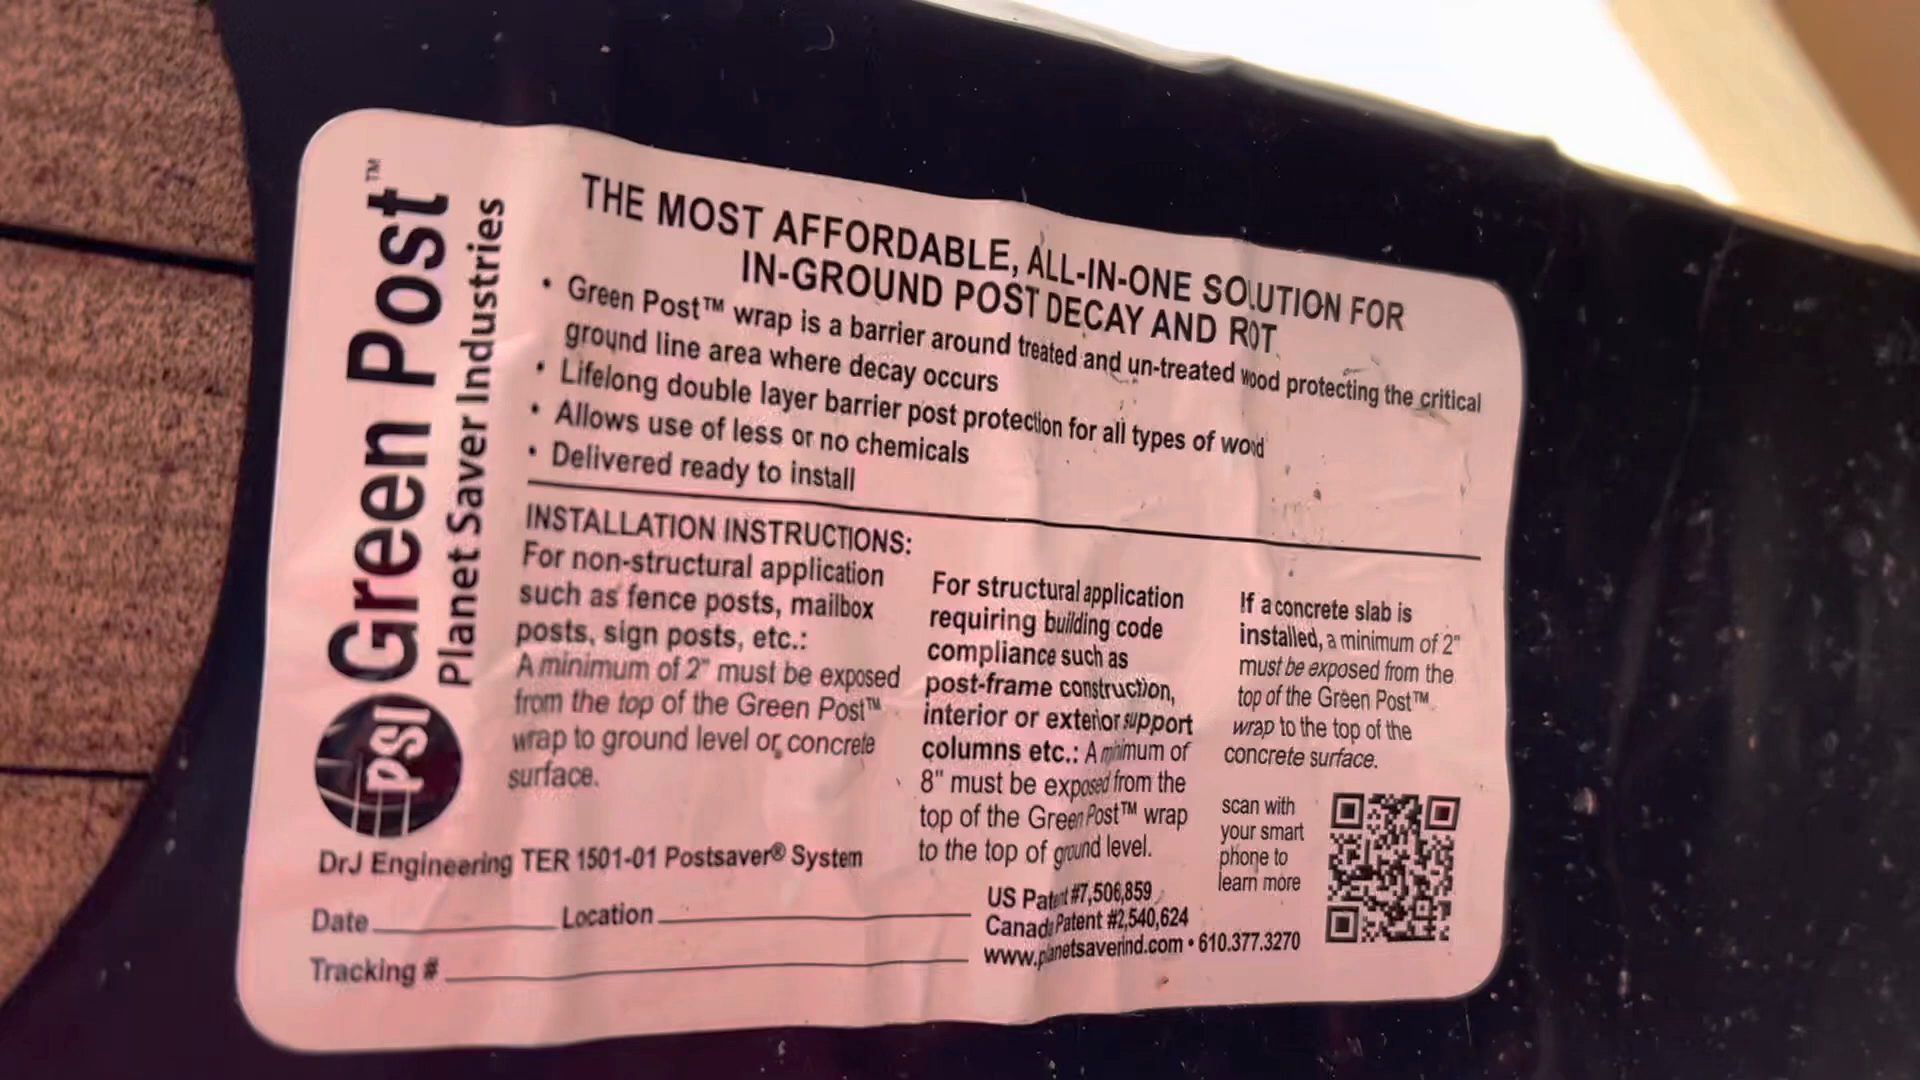 Green Post™
Planet Saver Industries
PSI
THE MOST AFFORDABLE, ALL-IN-ONE SOLUTION FOR
IN-GROUND POST DECAY AND ROT
• Green Post™ wrap is a barrier around treated and un-treated wood protecting the critical
ground line area where decay occurs
• Lifelong double layer barrier post protection for all types of wood
• Allows use of less or no chemicals
• Delivered ready to install
INSTALLATION INSTRUCTIONS:
For non-structural application
such as fence posts, mailbox
posts, sign posts, etc.:
A minimum of 2" must be exposed
from the top of the Green Post™
wrap to ground level or concrete
surface.
For structural application
requiring building code
compliance such as
post-frame construction,
interior or exterior support
columns etc.: A minimum of
8" must be exposed from the
top of the Green Post™ wrap
to the top of ground level.
If a concrete slab is
installed, a minimum of 2"
must be exposed from the
top of the Green Post™
wrap to the top of the
concrete surface.
scan with
your smart
phone to
learn more
DrJ Engineering TER 1501-01 Postsaver® System
Date Location
Tracking #
US Patent #7,506,859
Canada Patent #2,540,624
www.planetsaverind.com • 610.377.3270